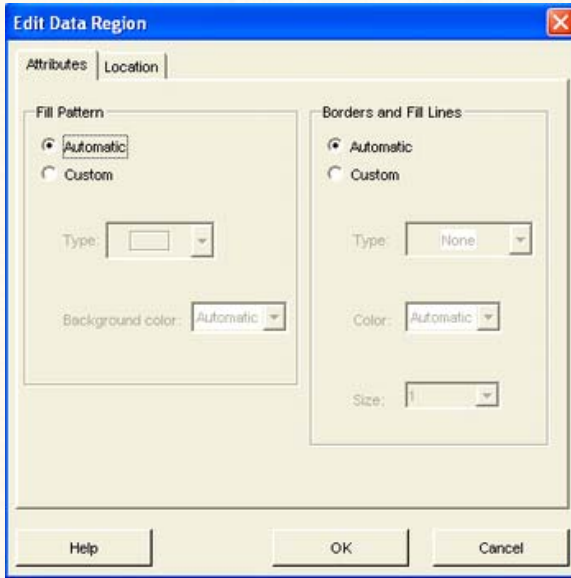 Edit Data Region
Attributes
Location
Fill Pattern
Automatic
Custom
Type:
Background color:
Automatic
Borders and Fill Lines
Automatic
Custom
Type:
None
Color:
Automatic
Size:
1
Help
OK
Cancel